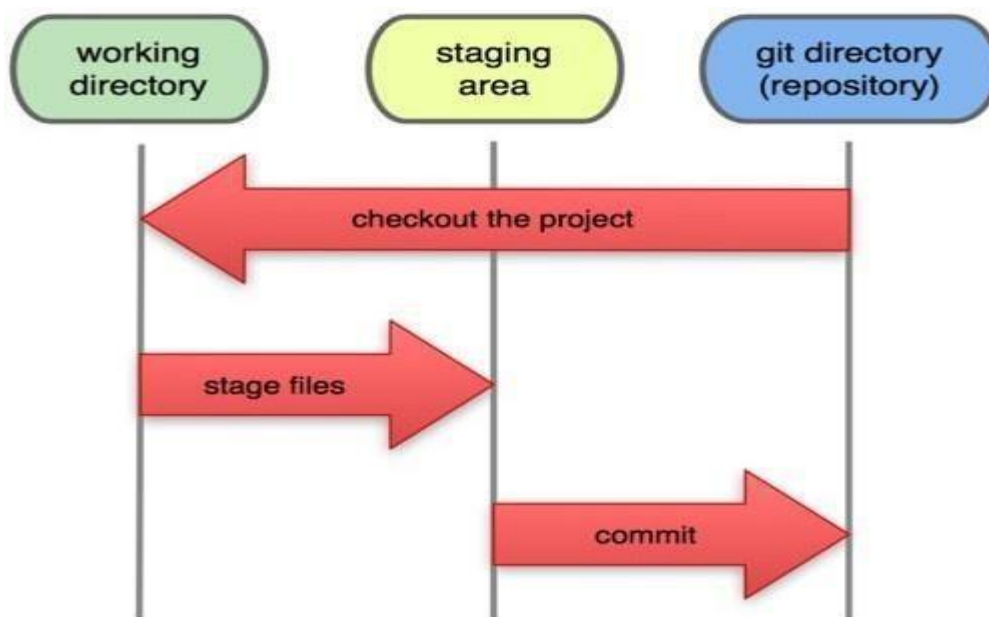 working
directory
staging
area
git directory
(repository)
checkout the project
stage files
commit